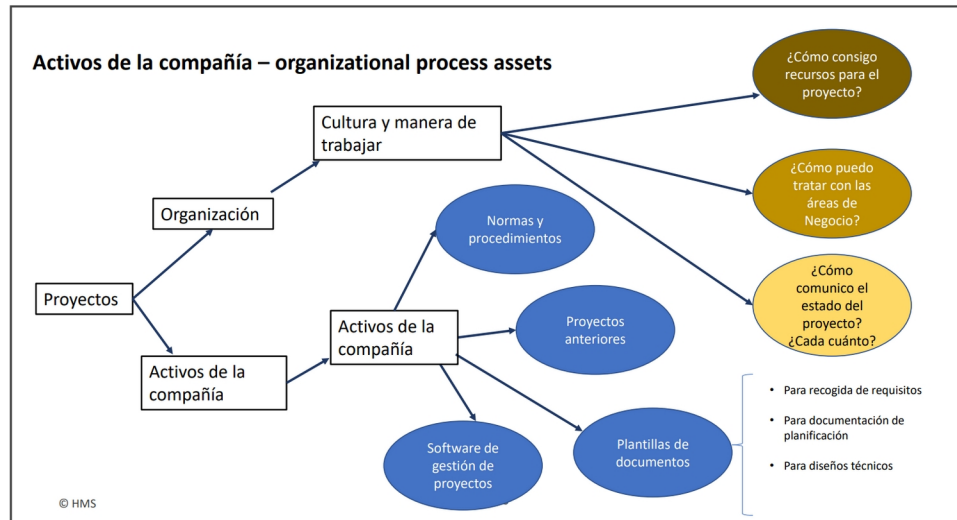 Activos de la compañía – organizational process assets
¿Cómo consigo
recursos para el
proyecto?
Cultura y manera de
trabajar
¿Cómo puedo
tratar con las
áreas de
Negocio?
Organización
Normas y
procedimientos
¿Cómo
comunico el
estado del
proyecto?
¿Cada cuánto?
Proyectos
Activos de la
compañía
Proyectos
anteriores
Activos de la
compañía
• Para recogida de requisitos
• Para documentación de
planificación
• Para diseños técnicos
Software de
gestión de
proyectos
Plantillas de
documentos
© HMS